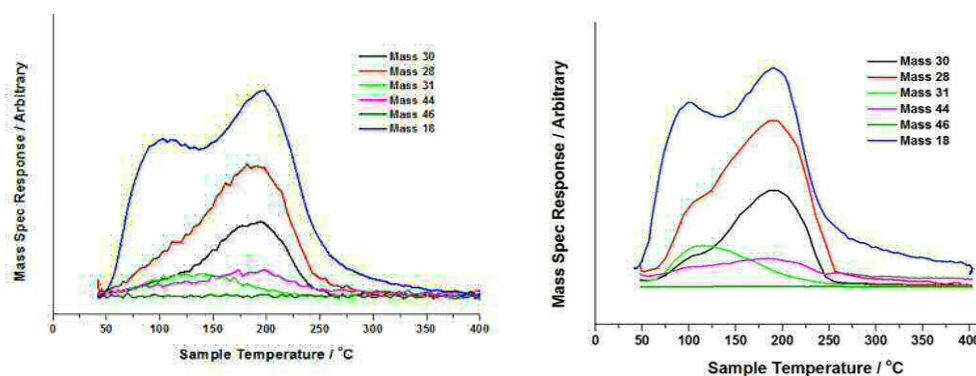 Mass Spec Response / Arbitrary
Mass 30
Mass 28
Mass 31
Mass 44
Mass 46
Mass 18
0 50 100 150 200 250 300 350 400
Sample Temperature / °C
Mass Spec Response / Arbitrary
Mass 30
Mass 28
Mass 31
Mass 44
Mass 46
Mass 18
0 50 100 150 200 250 300 350 400
Sample Temperature / °C